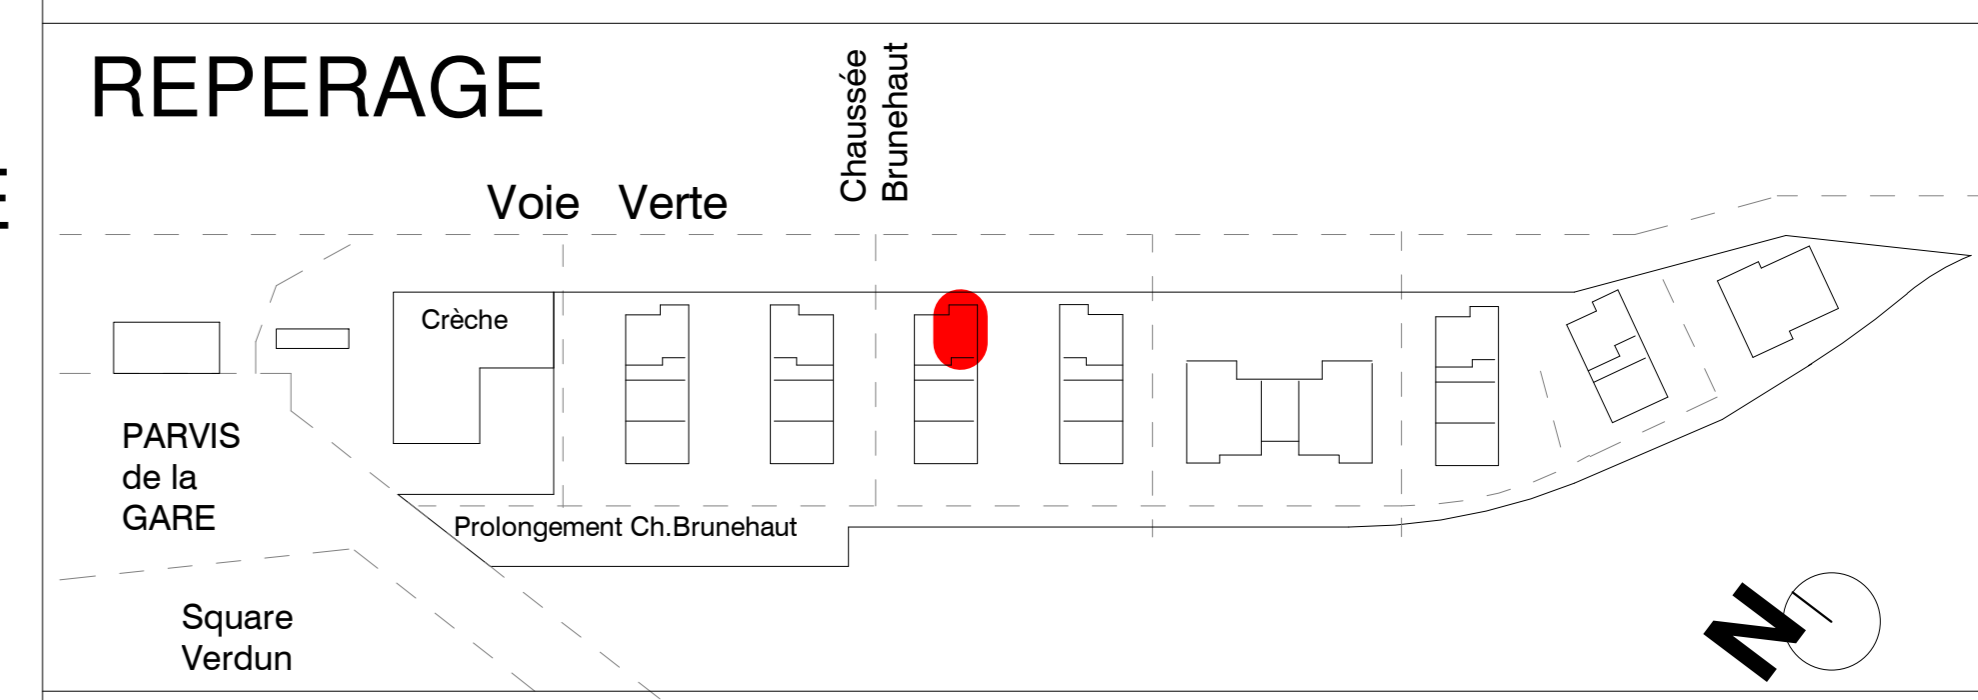 REPERAGE
Chaussée
Brunehaut
Voie Verte
Crèche
PARVIS
de la
GARE
Prolongement Ch.Brunehaut
Square
Verdun
N